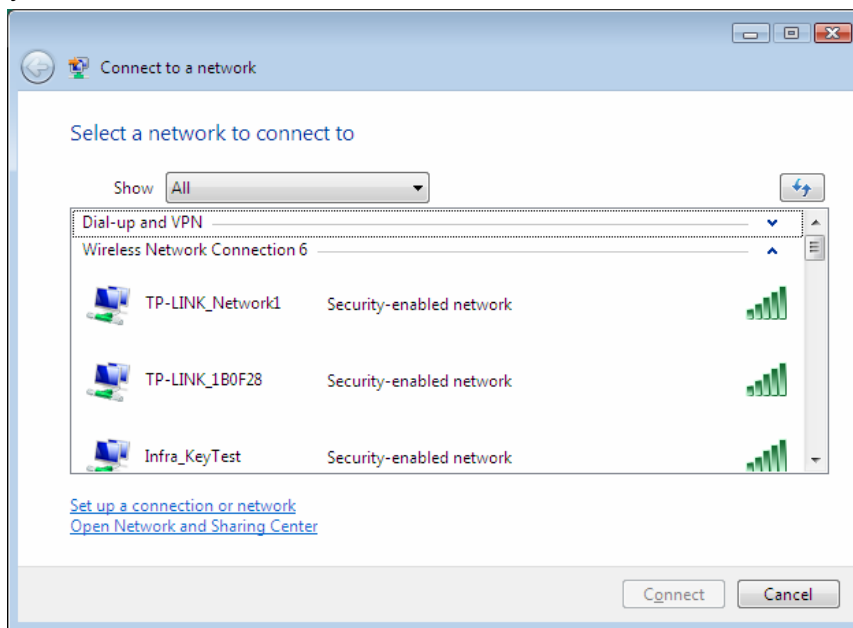 Connect to a network
Select a network to connect to
Show All
Dial-up and VPN
Wireless Network Connection 6
TP-LINK_Network1 Security-enabled network
TP-LINK_1B0F28 Security-enabled network
Infra_KeyTest Security-enabled network
Set up a connection or network
Open Network and Sharing Center
Connect Cancel